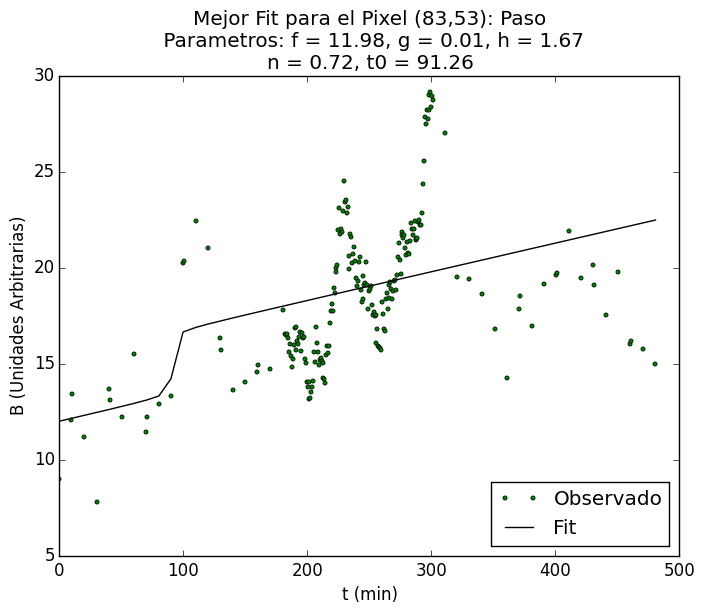 Mejor Fit para el Pixel (83,53): Paso
Parametros: f = 11.98, g = 0.01, h = 1.67
n = 0.72, t0 = 91.26
30
25
20
15
10
5
B (Unidades Arbitrarias)
Observado
Fit
0 100 200 300 400 500
t (min)